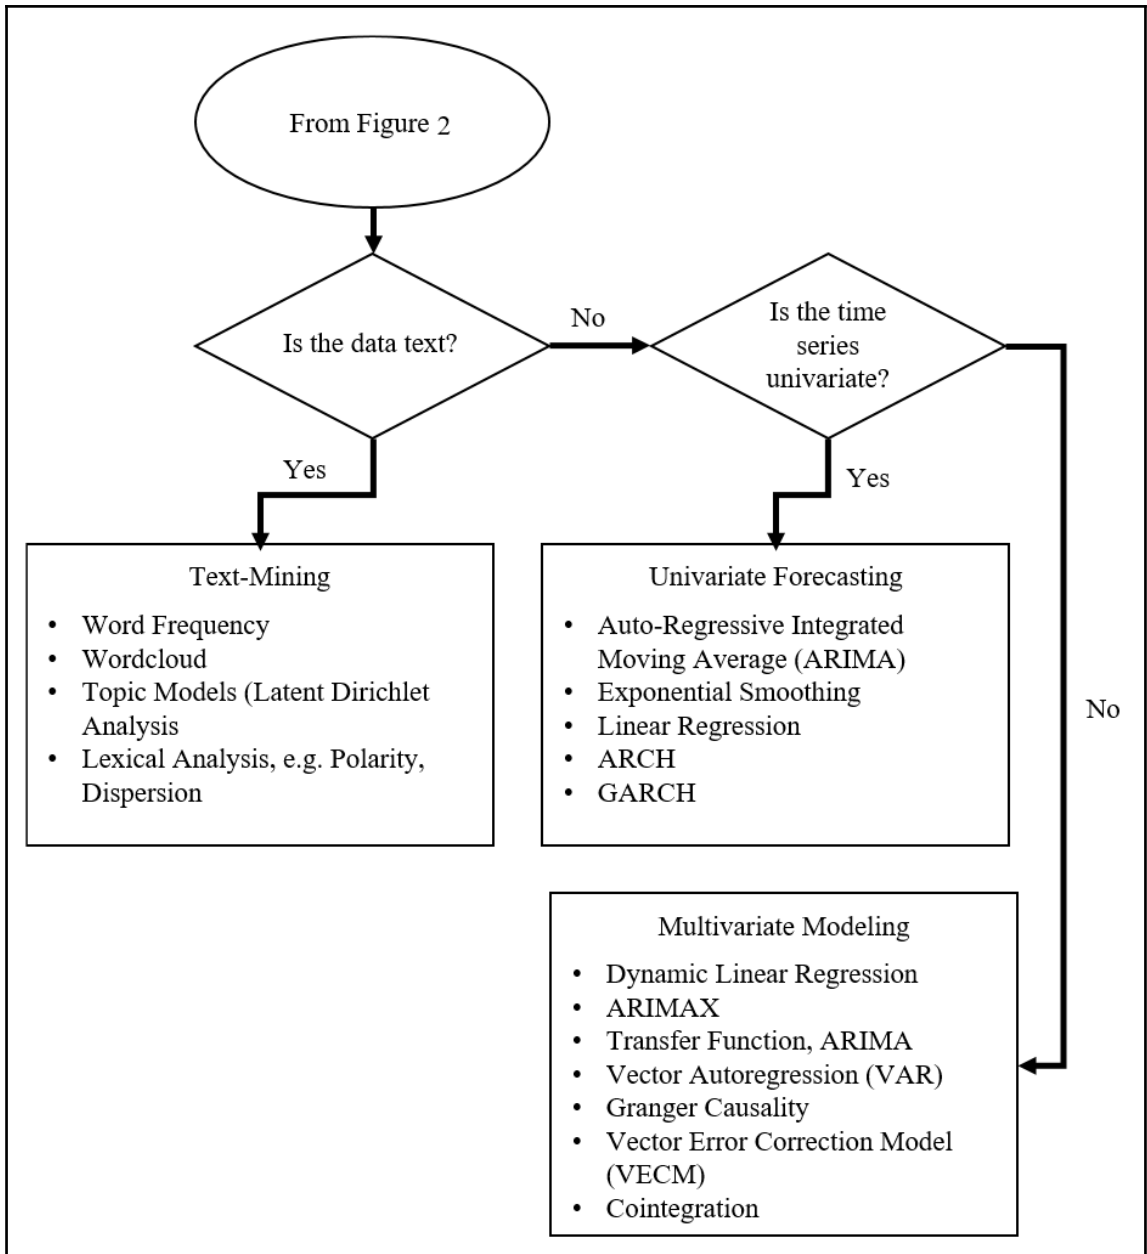 From Figure 2
Is the data text?
No
Is the time
series
univariate?
Yes
Yes
No
Text-Mining
• Word Frequency
• Wordcloud
• Topic Models (Latent Dirichlet
Analysis
• Lexical Analysis, e.g. Polarity,
Dispersion
Univariate Forecasting
• Auto-Regressive Integrated
Moving Average (ARIMA)
• Exponential Smoothing
• Linear Regression
• ARCH
• GARCH
Multivariate Modeling
• Dynamic Linear Regression
• ARIMAX
• Transfer Function, ARIMA
• Vector Autoregression (VAR)
• Granger Causality
• Vector Error Correction Model
(VECM)
• Cointegration